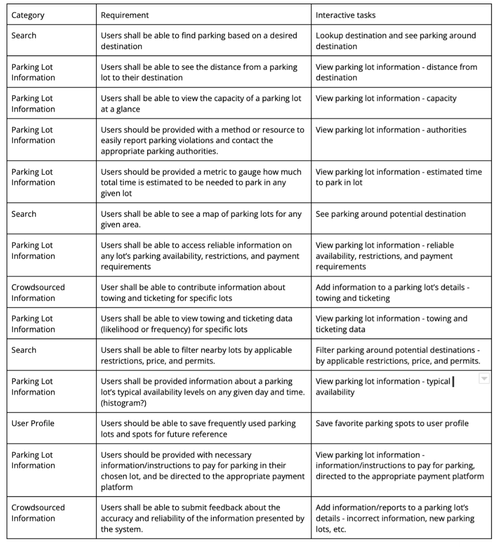 Category Requirement Interactive tasks
Search Users shall be able to find parking based on a desired Lookup destination and see parking around
destination destination
Parking Lot Users shall be able to see the distance from a parking View parking lot information - distance from
Information lot to their destination destination
Parking Lot Users shall be able to view the capacity of a parking lot View parking lot information - capacity
Information at a glance
Parking Lot Users should be provided with a method or resource to View parking lot information - authorities
Information easily report parking violations and contact the
appropriate parking authorities.
Parking Lot Users should be provided a metric to gauge how much View parking lot information - estimated time
Information total time is estimated to be needed to park in any to park in lot
given lot
Search Users shall be able to see a map of parking lots for any See parking around potential destination
given area.
Parking Lot Users shall be able to access reliable information on View parking lot information - reliable
Information any lot's parking availability, restrictions, and payment availability, restrictions, and payment
requirements requirements
Crowdsourced User shall be able to contribute information about Add information to a parking lot's details -
Information towing and ticketing for specific lots towing and ticketing
Parking Lot Users shall be able to view towing and ticketing data View parking lot information - towing and
Information (likelihood or frequency) for specific lots ticketing data
Search Users shall be able to filter nearby lots by applicable Filter parking around potential destinations -
restrictions, price, and permits. by applicable restrictions, price, and permits.
Parking Lot Users shall be provided information about a parking View parking lot information - typical
Information lot's typical availability levels on any given day and time. availability
(histogram?)
User Profile Users should be able to save frequently used parking Save favorite parking spots to user profile
lots and spots for future reference
Parking Lot Users should be provided with necessary View parking lot information -
Information information/instructions to pay for parking in their information/instructions to pay for parking,
chosen lot, and be directed to the appropriate payment directed to the appropriate payment platform
platform
Crowdsourced Users shall be able to submit feedback about the Add information/reports to a parking lot's
Information accuracy and reliability of the information presented by details - incorrect information, new parking
the system. lots, etc.